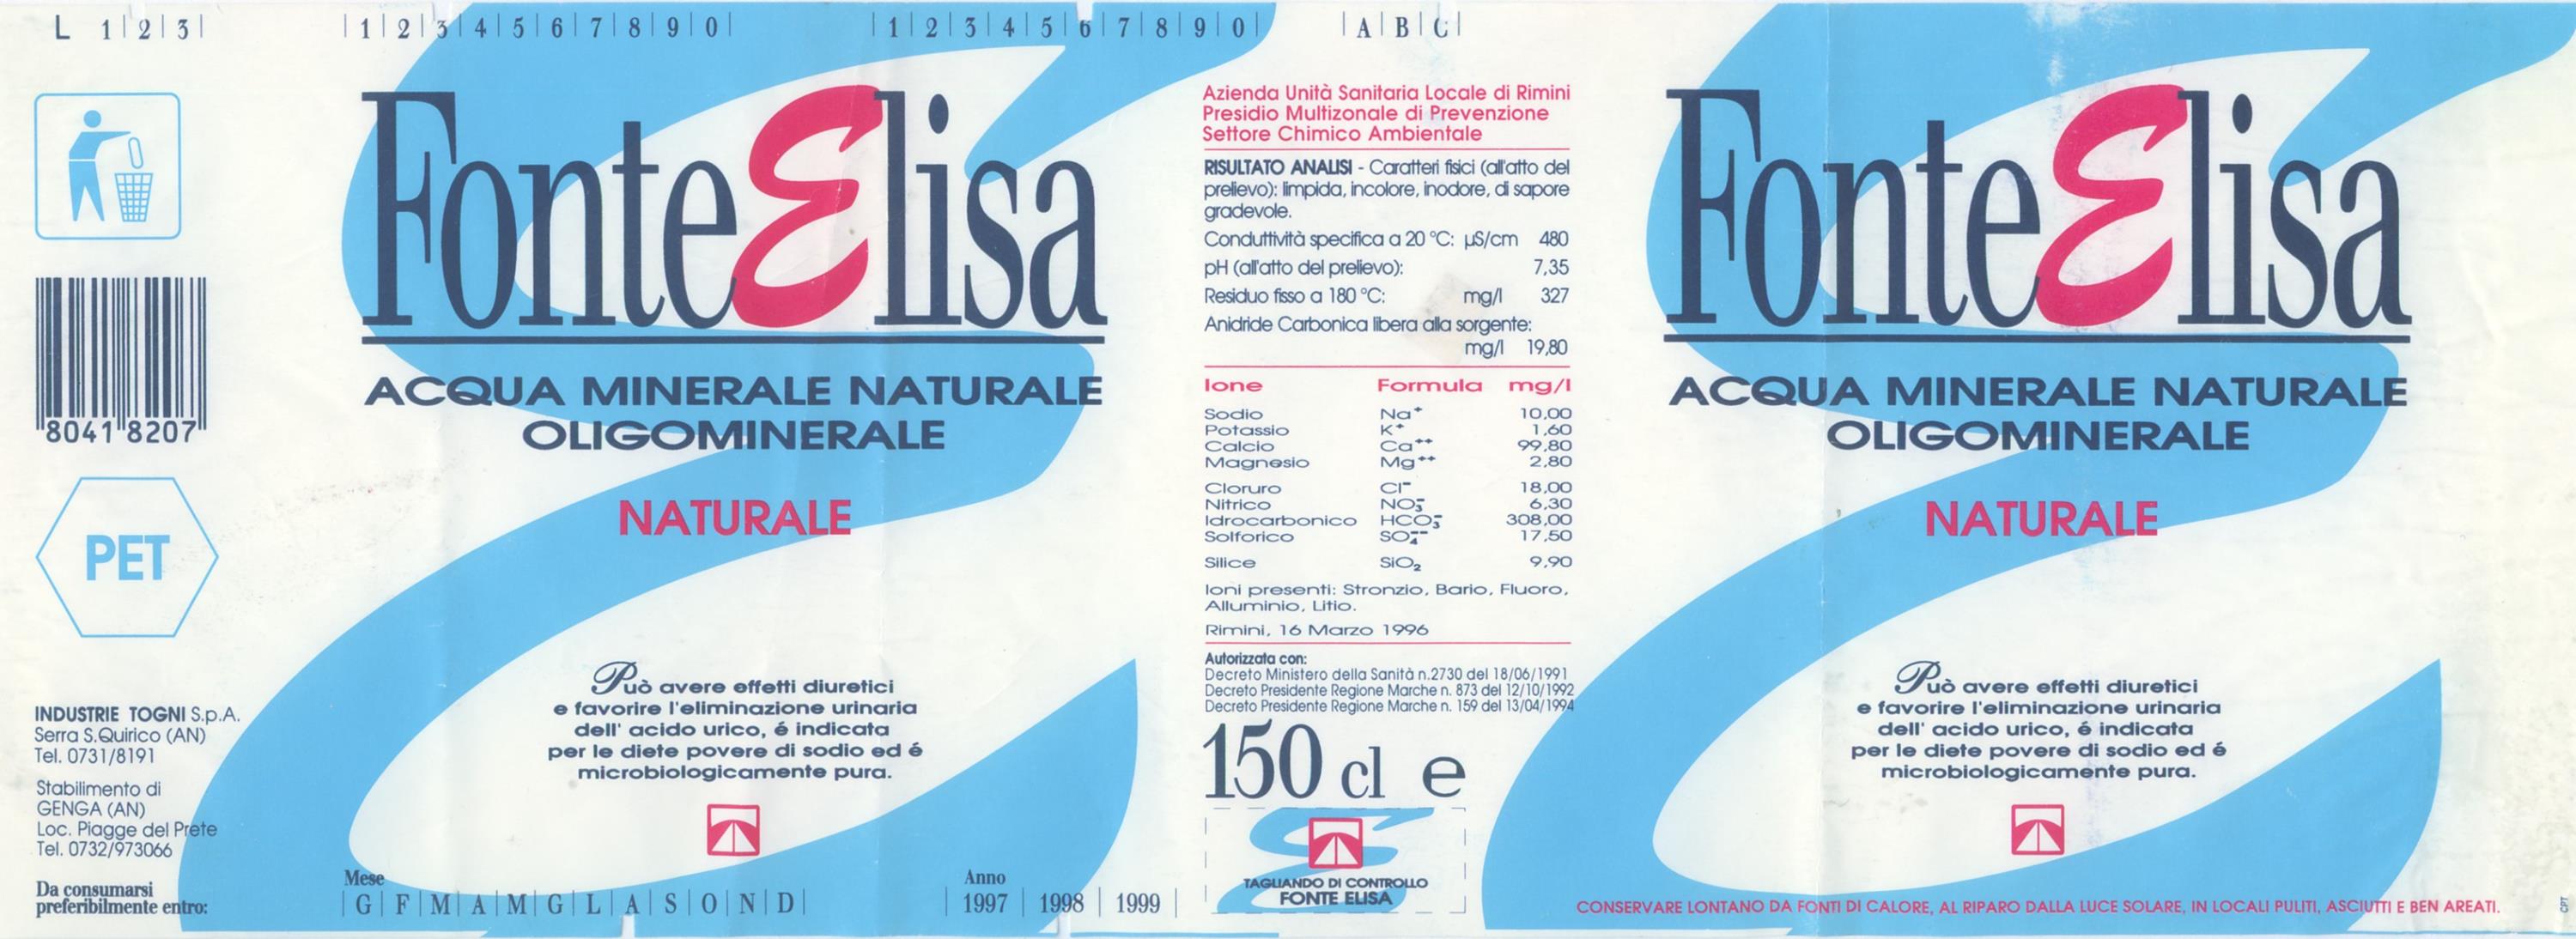 L 1 2 3
1 2 3 4 5 6 7 8 9 0
1 2 3 4 5 6 7 8 9 0
A B C
8041 8207
PET
INDUSTRIE TOGNI S.p.A.
Serra S.Quirico (AN)
Tel. 0731/8191
Stabilimento di
GENGA (AN)
Loc. Piagge del Prete
Tel. 0732/973066
Da consumarsi
preferibilmente entro:
FonteElisa
ACQUA MINERALE NATURALE
OLIGOMINERALE
NATURALE
Può avere effetti diuretici
e favorire l'eliminazione urinaria
dell' acido urico, é indicata
per le diete povere di sodio ed é
microbiologicamente pura.
Mese
G F M A M G L A S O N D
Anno
1997 1998 1999
Azienda Unità Sanitaria Locale di Rimini
Presidio Multizonale di Prevenzione
Settore Chimico Ambientale
RISULTATO ANALISI - Caratteri fisici (all'atto del
prelievo): limpida, incolore, inodore, di sapore
gradevole.
Conduttività specifica a 20 °C: µS/cm 480
pH (all'atto del prelievo): 7,35
Residuo fisso a 180 °C: mg/l 327
Anidride Carbonica libera alla sorgente:
mg/l 19,80
Ione Formula mg/l
Sodio Na⁺ 10,00
Potassio K⁺ 1,60
Calcio Ca⁺⁺ 99,80
Magnesio Mg⁺⁺ 2,80
Cloruro Cl⁻ 18,00
Nitrico NO₃⁻ 6,30
Idrocarbonico HCO₃⁻ 308,00
Solforico SO₄⁻⁻ 17,50
Silice SiO₂ 9,90
Ioni presenti: Stronzio, Bario, Fluoro,
Alluminio, Litio.
Rimini, 16 Marzo 1996
Autorizzata con:
Decreto Ministero della Sanità n.2730 del 18/06/1991
Decreto Presidente Regione Marche n. 873 del 12/10/1992
Decreto Presidente Regione Marche n. 159 del 13/04/1994
150 cl e
TAGLIANDO DI CONTROLLO
FONTE ELISA
FonteElisa
ACQUA MINERALE NATURALE
OLIGOMINERALE
NATURALE
Può avere effetti diuretici
e favorire l'eliminazione urinaria
dell' acido urico, é indicata
per le diete povere di sodio ed é
microbiologicamente pura.
CONSERVARE LONTANO DA FONTI DI CALORE, AL RIPARO DALLA LUCE SOLARE, IN LOCALI PULITI, ASCIUTTI E BEN AREATI.
CPT